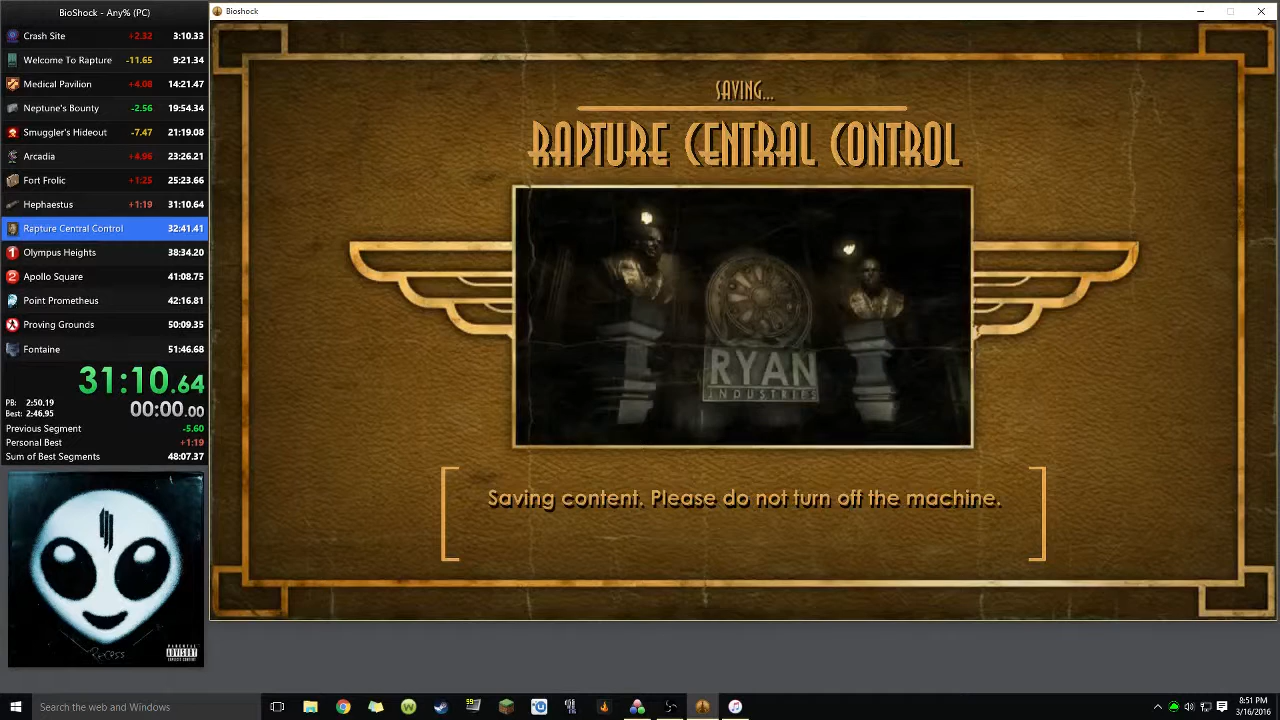 BioShock - Any% (PC)
Crash Site +2.32 3:10.33
Welcome To Rapture -11.65 9:21.34
Medical Pavilion +4.08 14:21.47
Neptune's Bounty -2.56 19:54.34
Smuggler's Hideout -7.47 21:19.08
Arcadia +4.96 23:26.21
Fort Frolic +1:25 25:23.66
Hephaestus +1:19 31:10.64
Rapture Central Control 32:41.41
Olympus Heights 38:34.20
Apollo Square 41:08.75
Point Prometheus 42:16.81
Proving Grounds 50:09.35
Fontaine 51:46.68
31:10.64
PB: 2:50.19
Best: 2:46.95
00:00.00
Previous Segment -5.60
Personal Best +1:19
Sum of Best Segments 48:07.37
Recess
PARENTAL
ADVISORY
EXPLICIT CONTENT
Bioshock
SAVING...
RAPTURE CENTRAL CONTROL
RYAN
INDUSTRIES
Saving content. Please do not turn off the machine.
Search the web and Windows
8:51 PM
3/16/2016